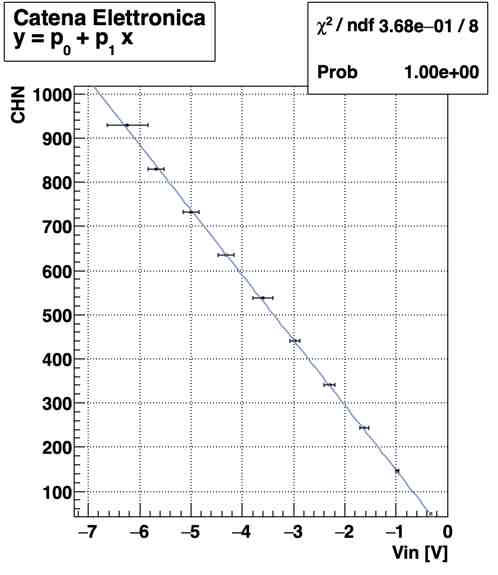 Catena Elettronica
y = p₀ + p₁ x
χ² / ndf 3.68e−01 / 8
Prob 1.00e+00
CHN
1000
900
800
700
600
500
400
300
200
100
−7 −6 −5 −4 −3 −2 −1 0
Vin [V]